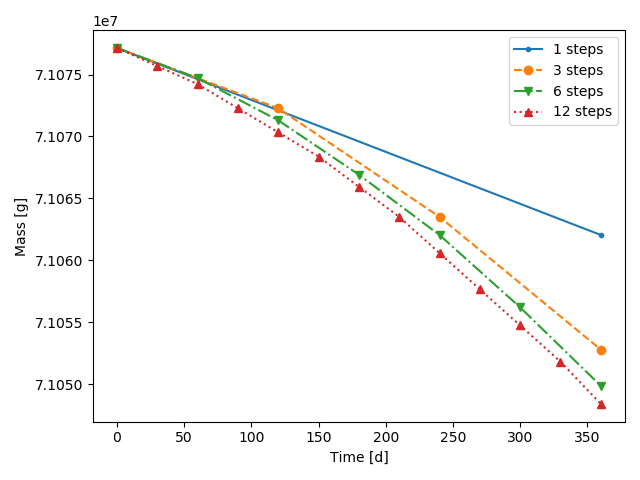 1e7
7.1075
7.1070
7.1065
7.1060
7.1055
7.1050
Mass [g]
0 50 100 150 200 250 300 350
Time [d]
1 steps
3 steps
6 steps
12 steps